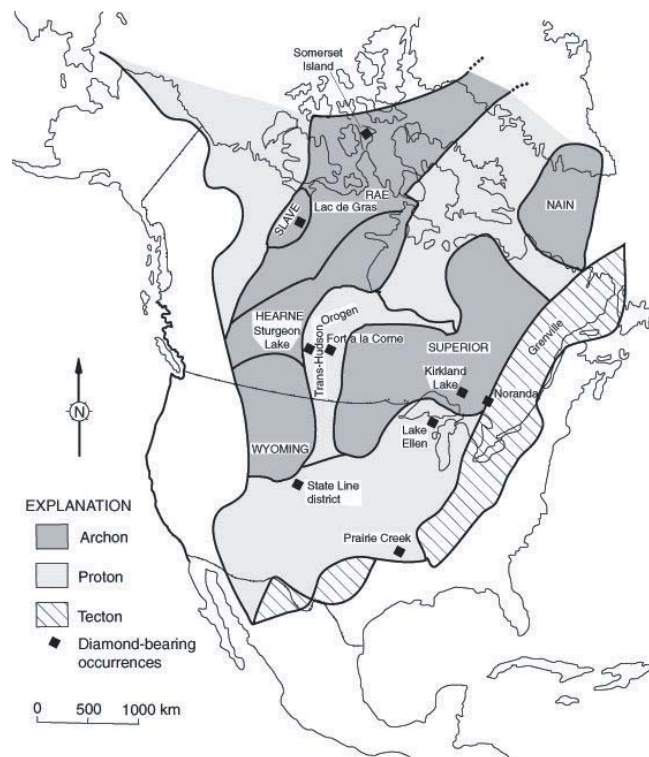 Somerset
Island
RAE
Lac de Gras
SLAVE
NAIN
HEARNE
Sturgeon
Lake
Trans-Hudson
Orogen
Fort a la Corne
SUPERIOR
Grenville
Kirkland
Lake
Noranda
N
WYOMING
Lake
Ellen
State Line
district
Prairie Creek
EXPLANATION
Archon
Proton
Tecton
Diamond-bearing
occurrences
0 500 1000 km